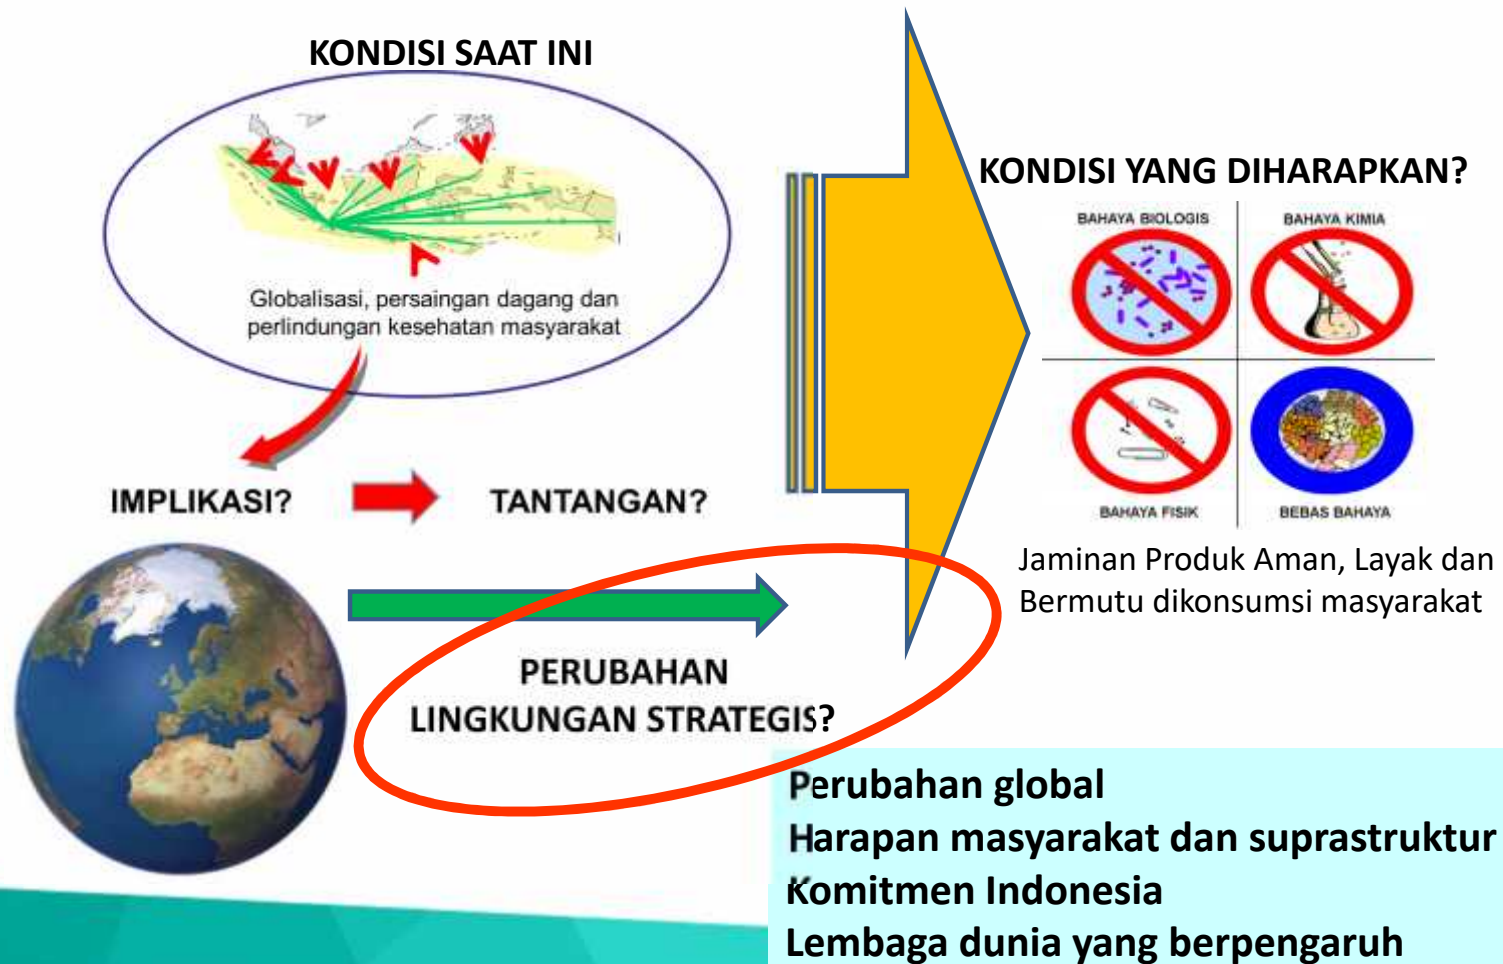 KONDISI SAAT INI
Globalisasi, persaingan dagang dan
perlindungan kesehatan masyarakat
IMPLIKASI?
TANTANGAN?
PERUBAHAN
LINGKUNGAN STRATEGIS?
KONDISI YANG DIHARAPKAN?
BAHAYA BIOLOGIS
BAHAYA KIMIA
BAHAYA FISIK
BEBAS BAHAYA
Jaminan Produk Aman, Layak dan
Bermutu dikonsumsi masyarakat
Perubahan global
Harapan masyarakat dan suprastruktur
Komitmen Indonesia
Lembaga dunia yang berpengaruh